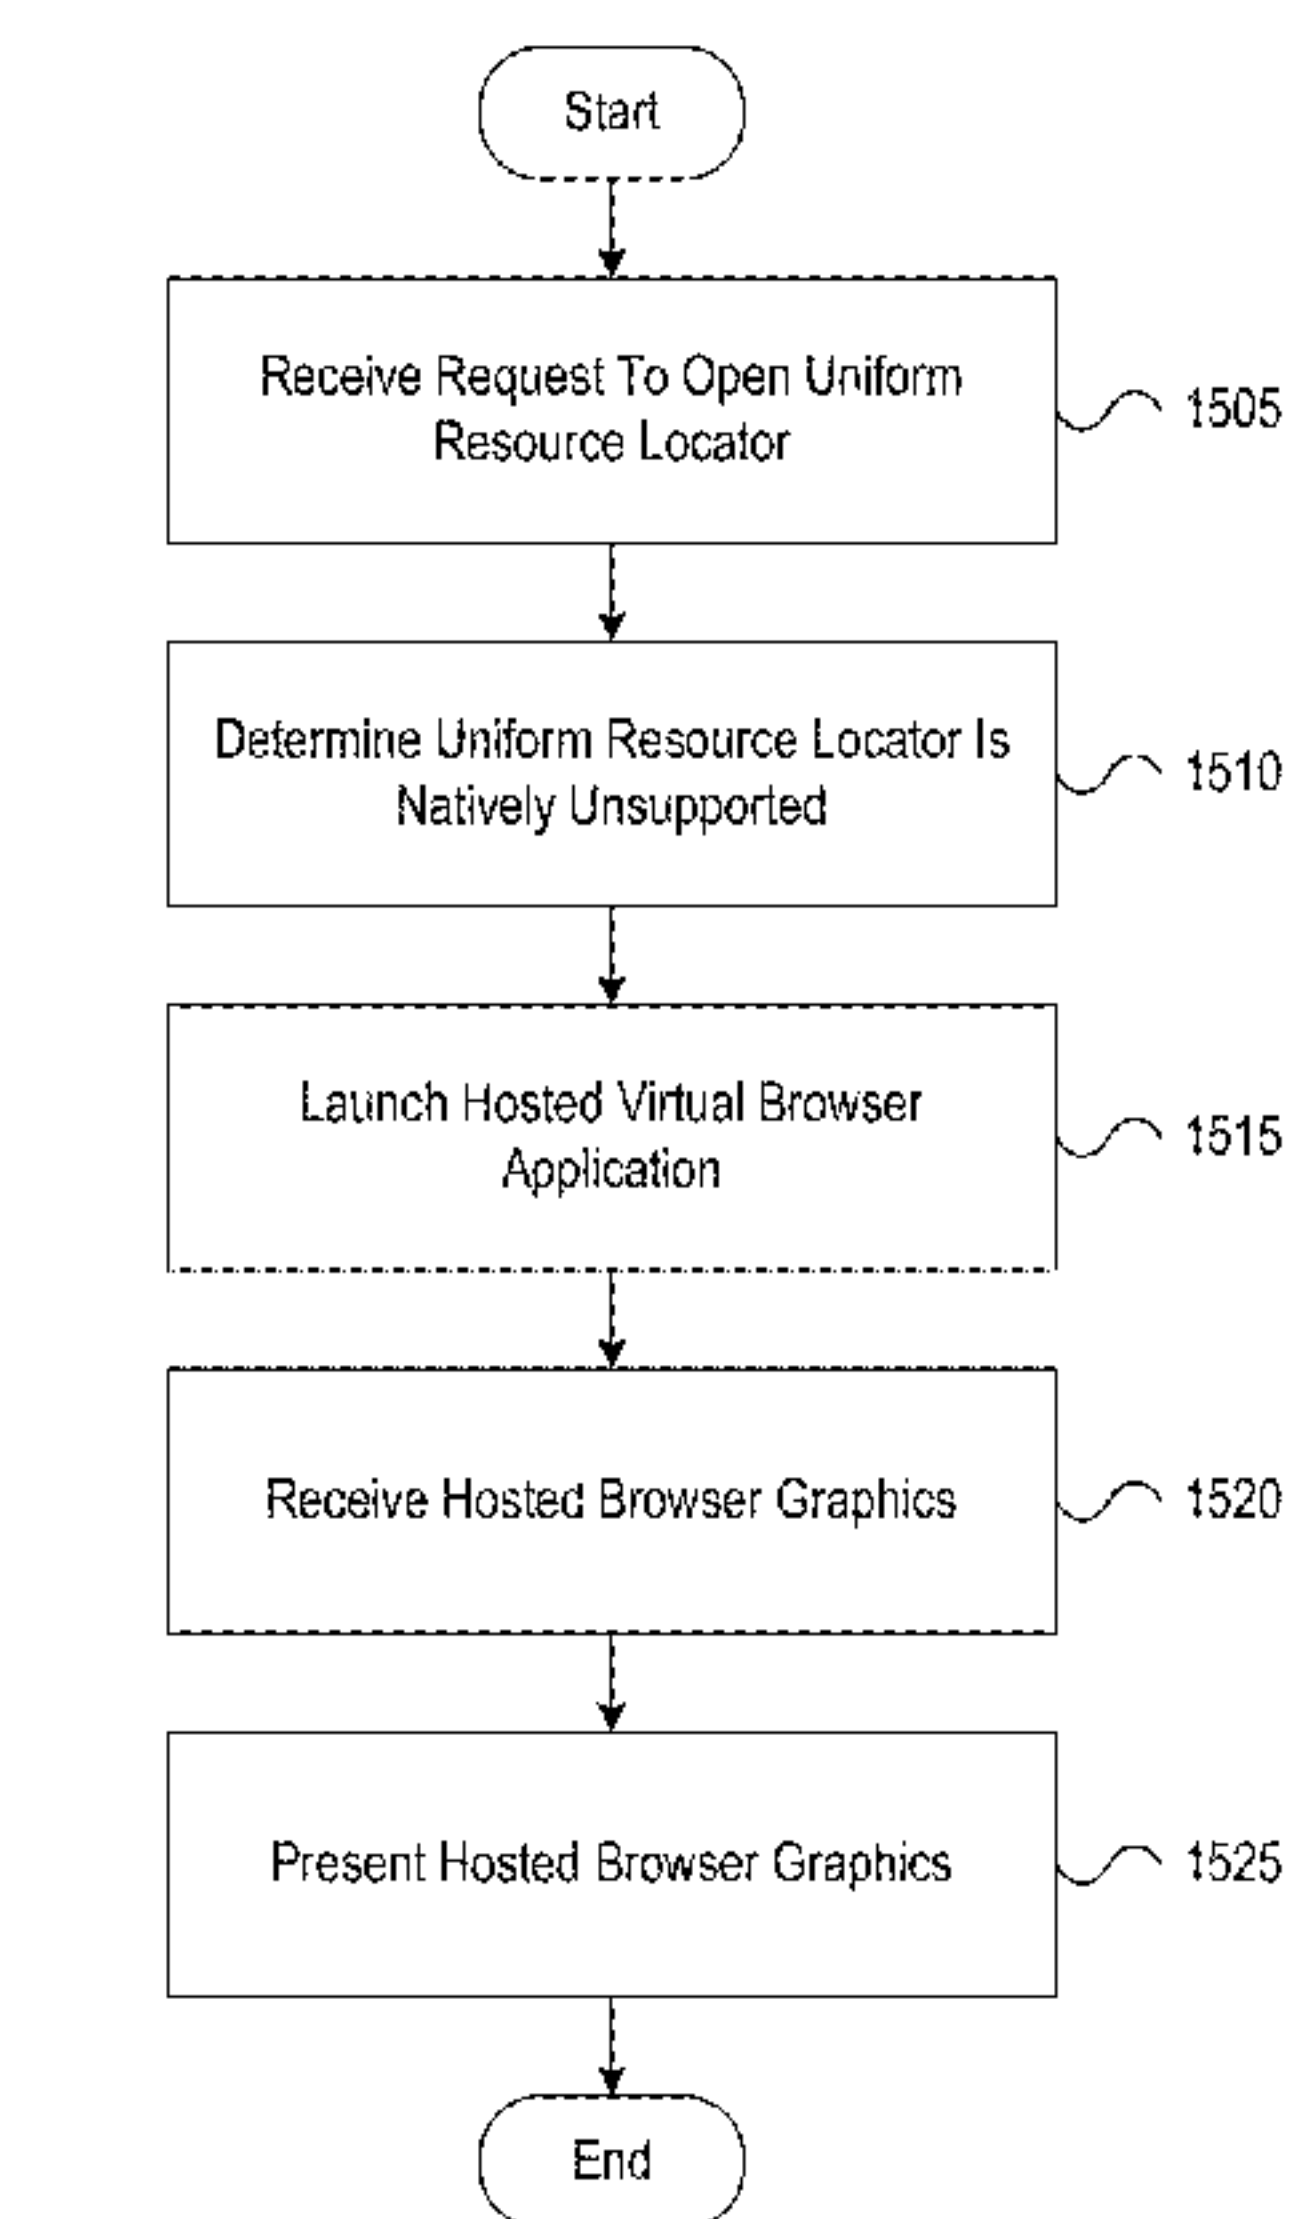 Start
Receive Request To Open Uniform
Resource Locator
1505
Determine Uniform Resource Locator Is
Natively Unsupported
1510
Launch Hosted Virtual Browser
Application
1515
Receive Hosted Browser Graphics
1520
Present Hosted Browser Graphics
1525
End